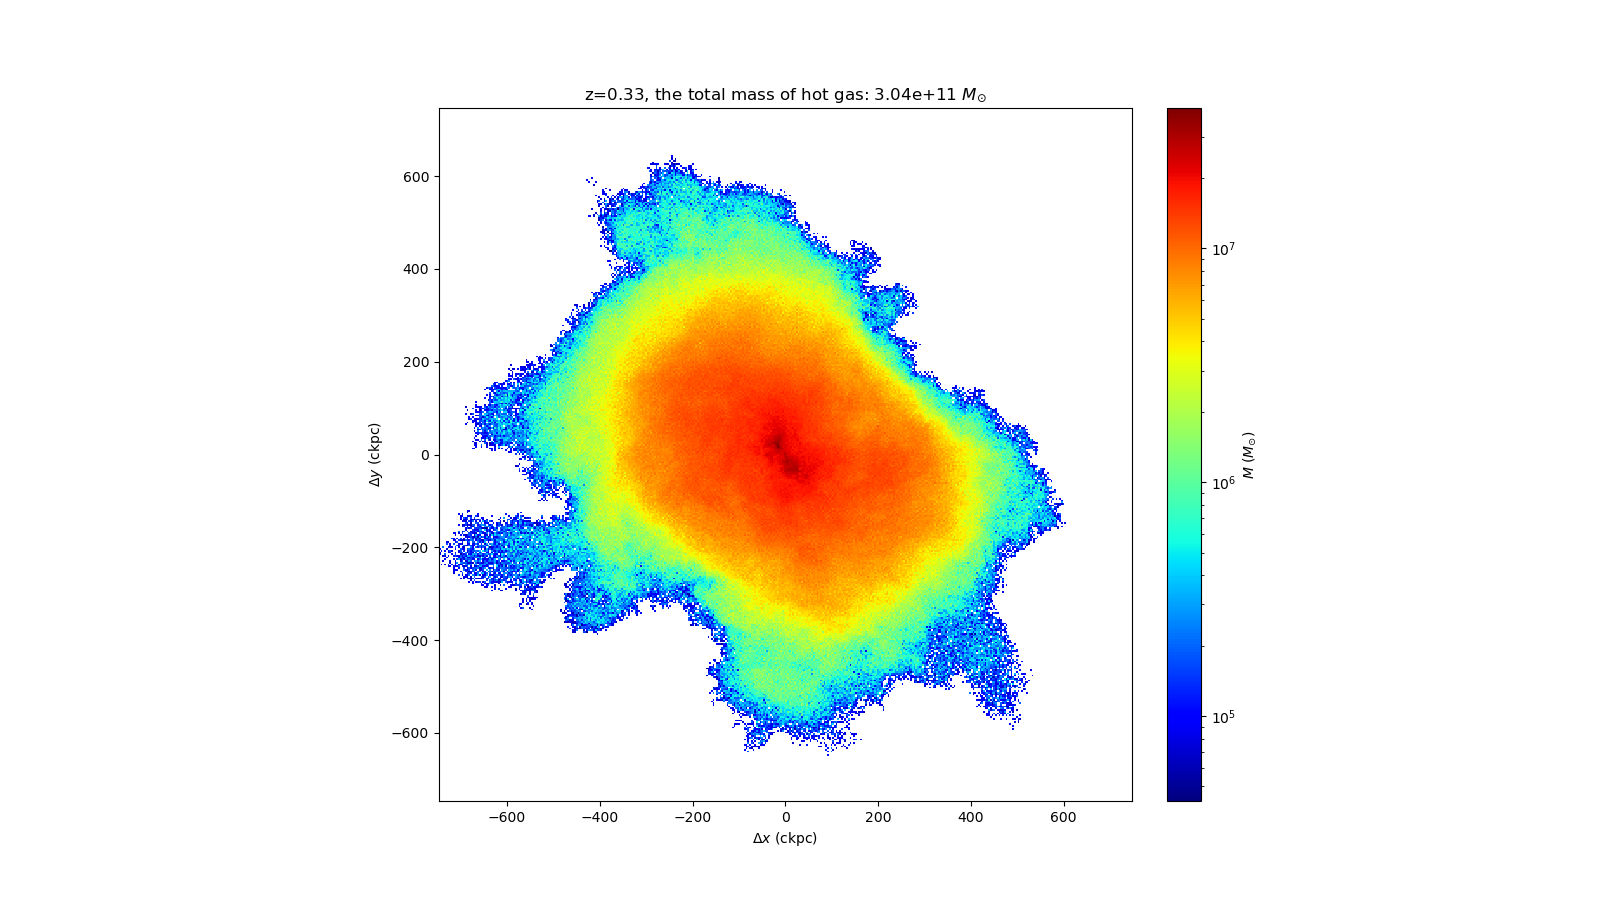 z=0.33, the total mass of hot gas: 3.04e+11 M⊙
600
400
200
0
−200
−400
−600
Δy (ckpc)
−600 −400 −200 0 200 400 600
Δx (ckpc)
10⁷
10⁶
10⁵
M (M⊙)